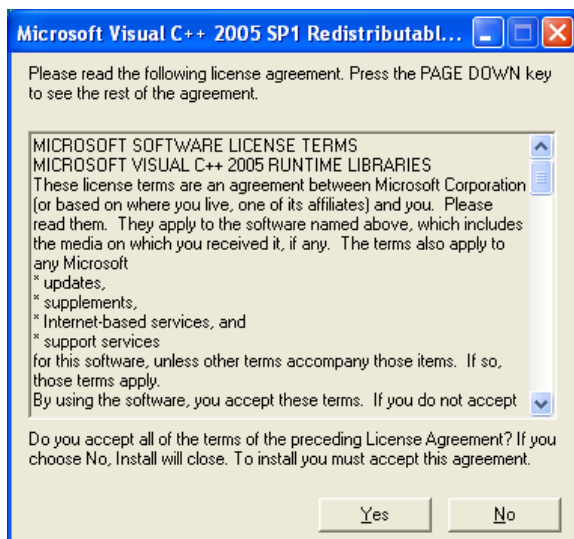 Microsoft Visual C++ 2005 SP1 Redistributabl...
Please read the following license agreement. Press the PAGE DOWN key
to see the rest of the agreement.
MICROSOFT SOFTWARE LICENSE TERMS
MICROSOFT VISUAL C++ 2005 RUNTIME LIBRARIES
These license terms are an agreement between Microsoft Corporation
(or based on where you live, one of its affiliates) and you. Please
read them. They apply to the software named above, which includes
the media on which you received it, if any. The terms also apply to
any Microsoft
* updates,
* supplements,
* Internet-based services, and
* support services
for this software, unless other terms accompany those items. If so,
those terms apply.
By using the software, you accept these terms. If you do not accept
Do you accept all of the terms of the preceding License Agreement? If you
choose No, Install will close. To install you must accept this agreement.
Yes
No